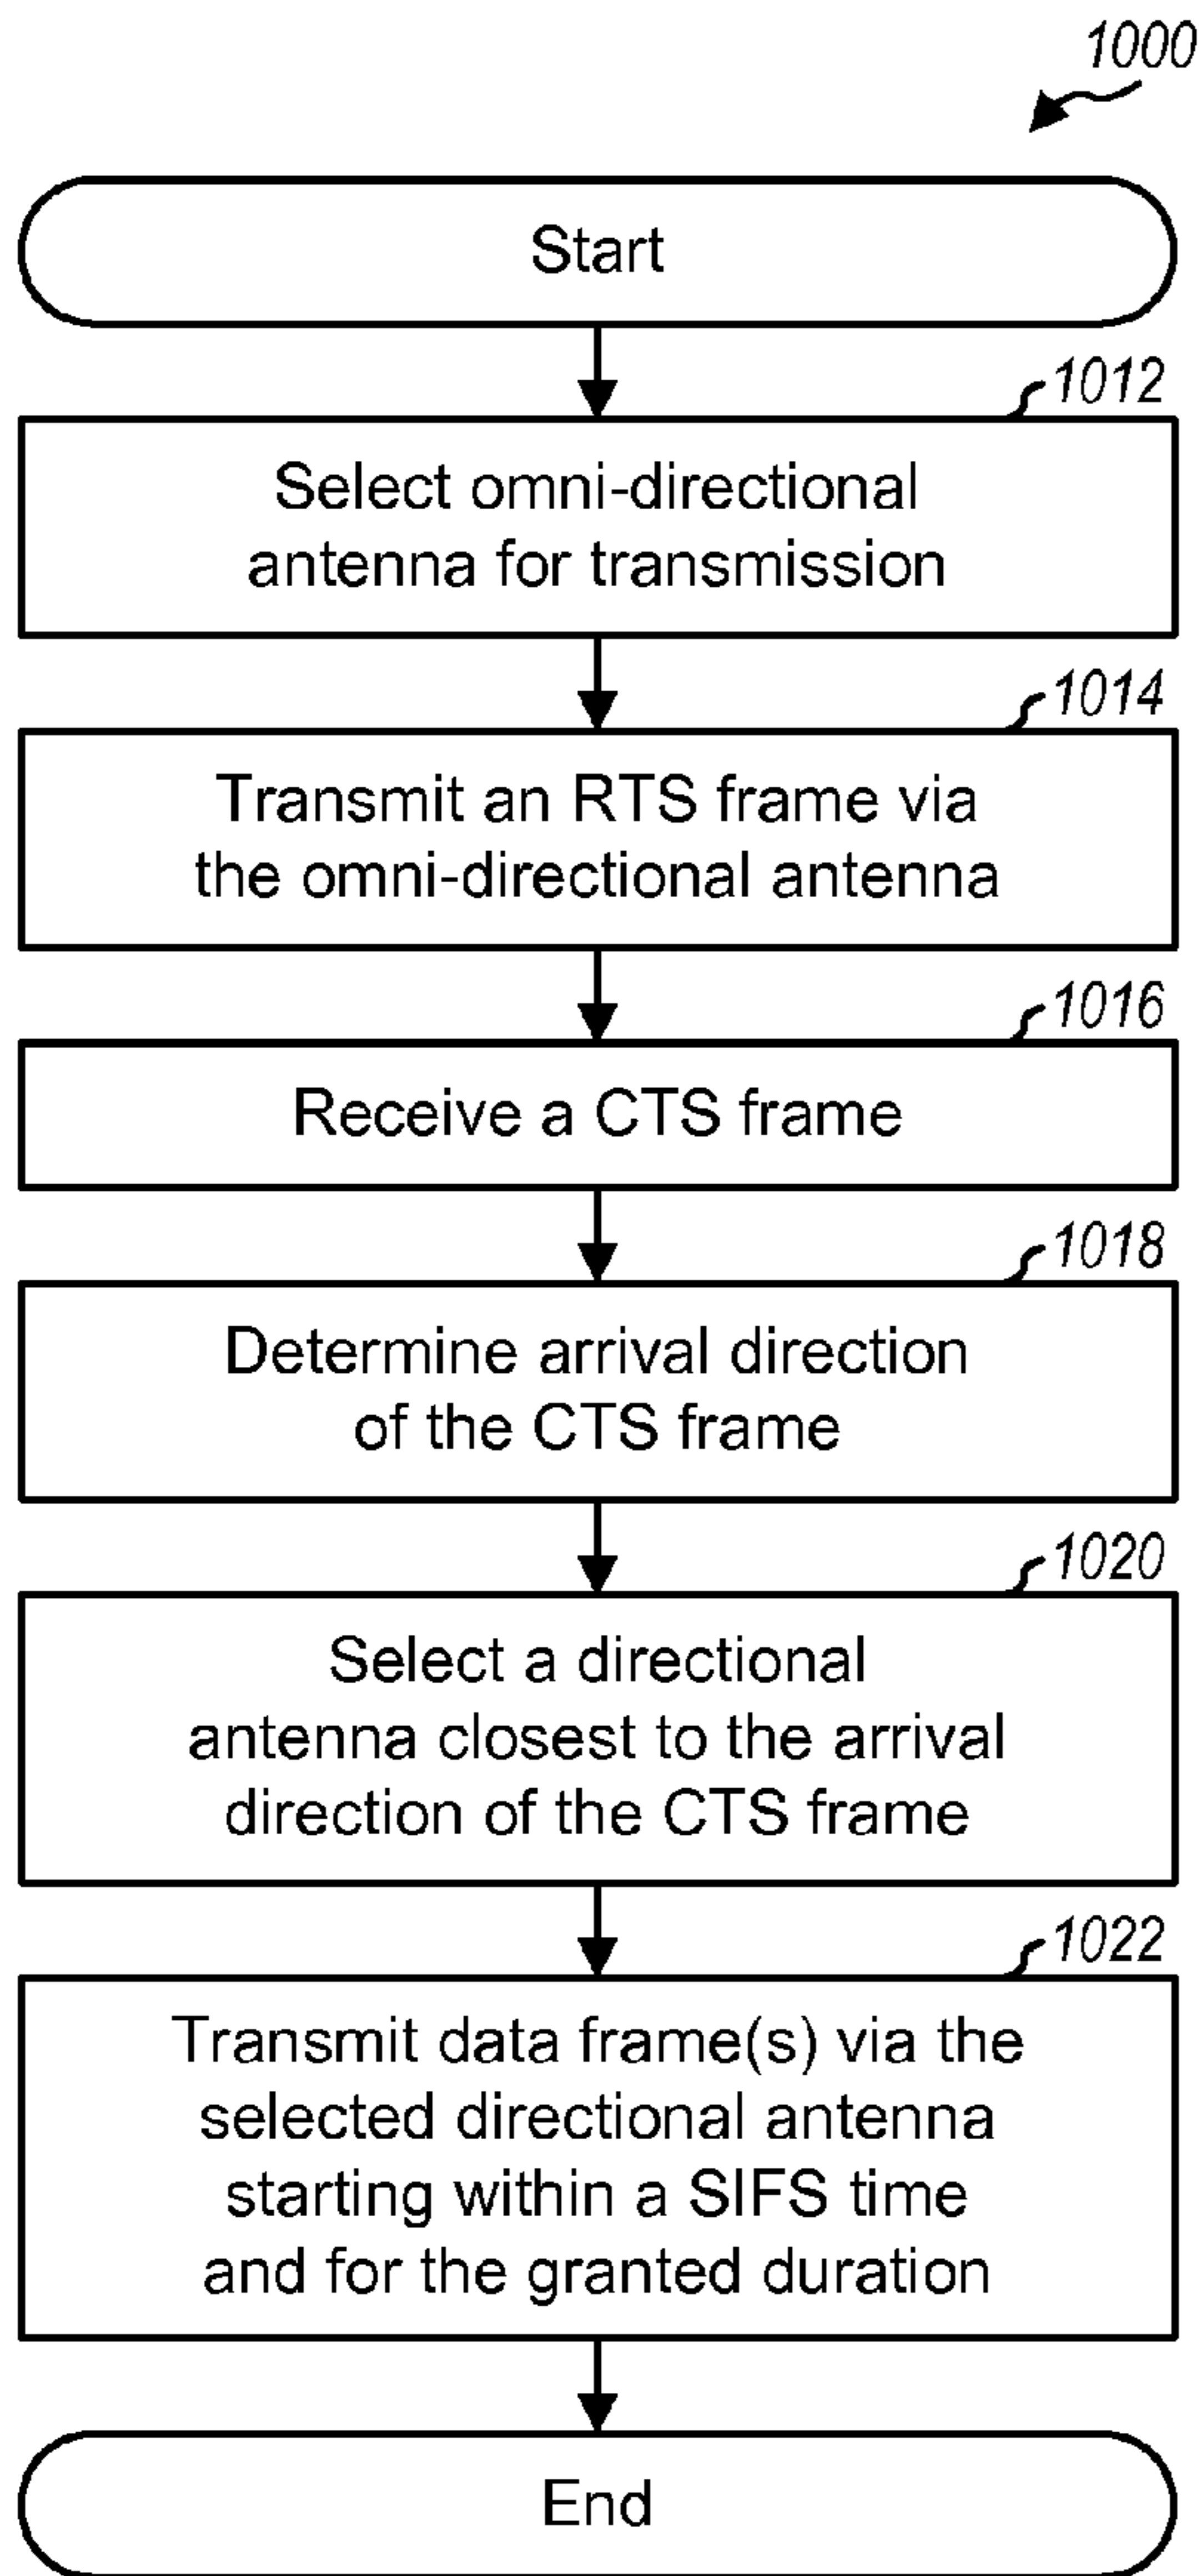 1000
Start
1012
Select omni-directional
antenna for transmission
1014
Transmit an RTS frame via
the omni-directional antenna
1016
Receive a CTS frame
1018
Determine arrival direction
of the CTS frame
1020
Select a directional
antenna closest to the arrival
direction of the CTS frame
1022
Transmit data frame(s) via the
selected directional antenna
starting within a SIFS time
and for the granted duration
End